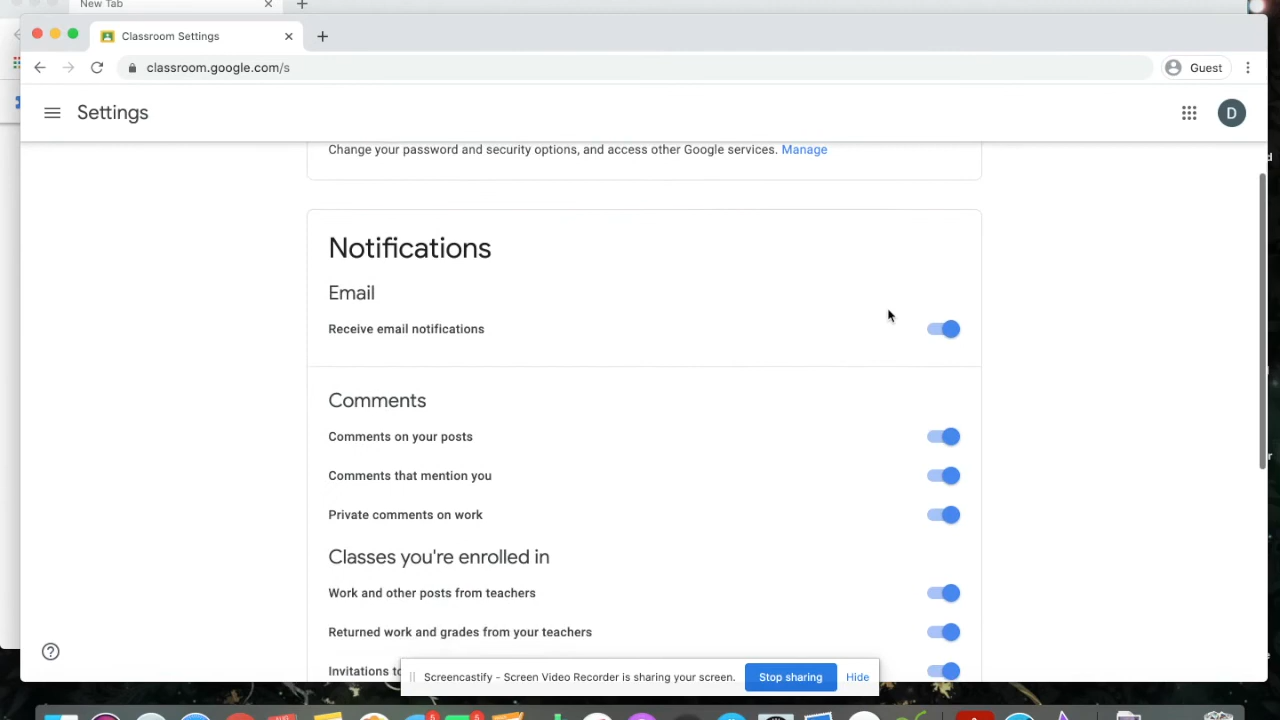 New Tab
Classroom Settings
classroom.google.com/s
Guest
Settings
D
Change your password and security options, and access other Google services. Manage
Notifications
Email
Receive email notifications
Comments
Comments on your posts
Comments that mention you
Private comments on work
Classes you're enrolled in
Work and other posts from teachers
Returned work and grades from your teachers
Invitations
Screencastify - Screen Video Recorder is sharing your screen.
Stop sharing
Hide